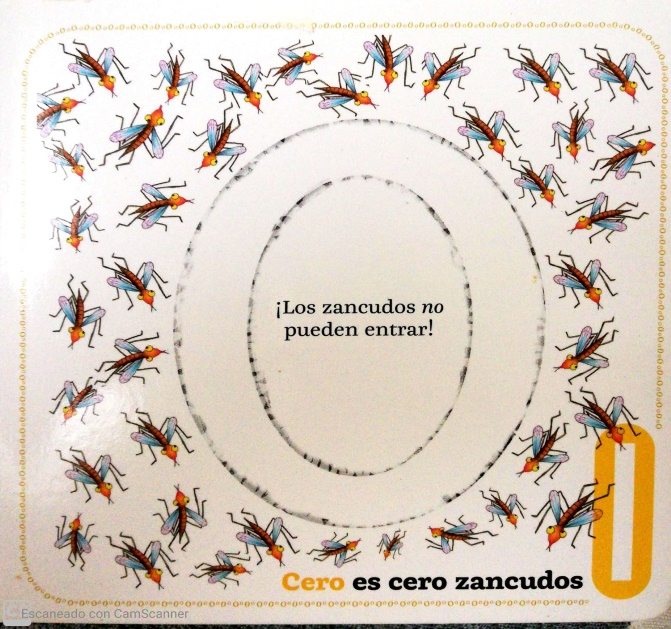 ¡Los zancudos no
pueden entrar!
0
Cero es cero zancudos
Escaneado con CamScanner